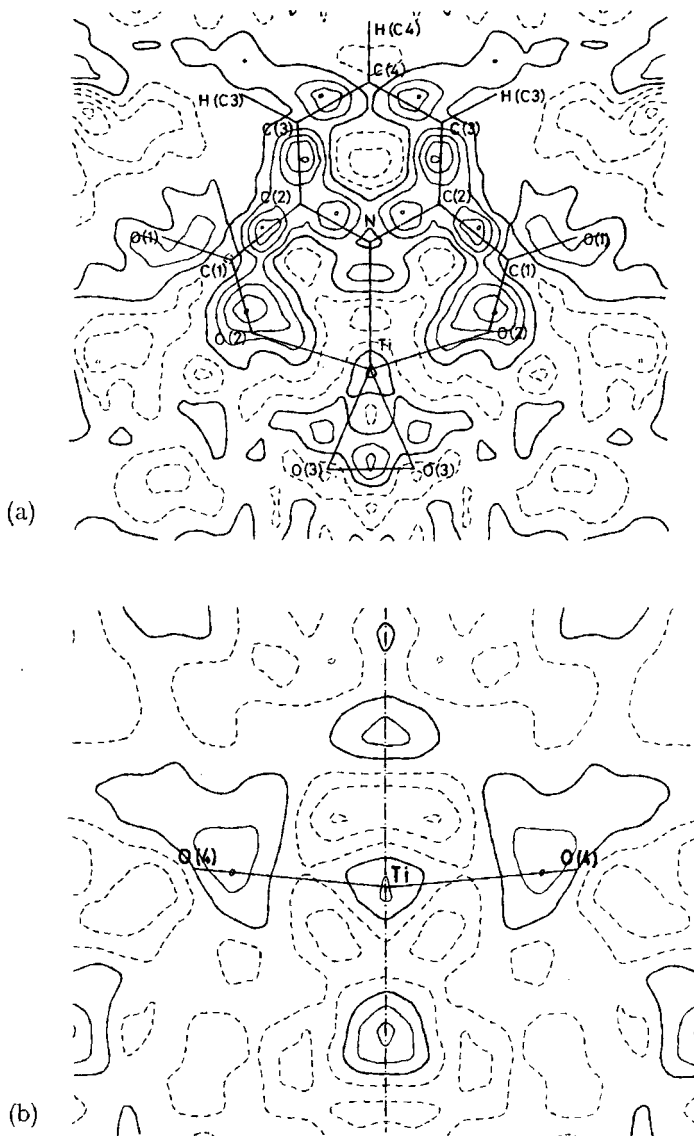 H(C4)
C(4)
H(C3) H(C3)
C(3) C(3)
C(2) C(2)
N
O(1) O(1)
C(1) C(1)
O(2) O(2)
Ti
O(3) O(3)
(a)
O(4) Ti O(4)
(b)